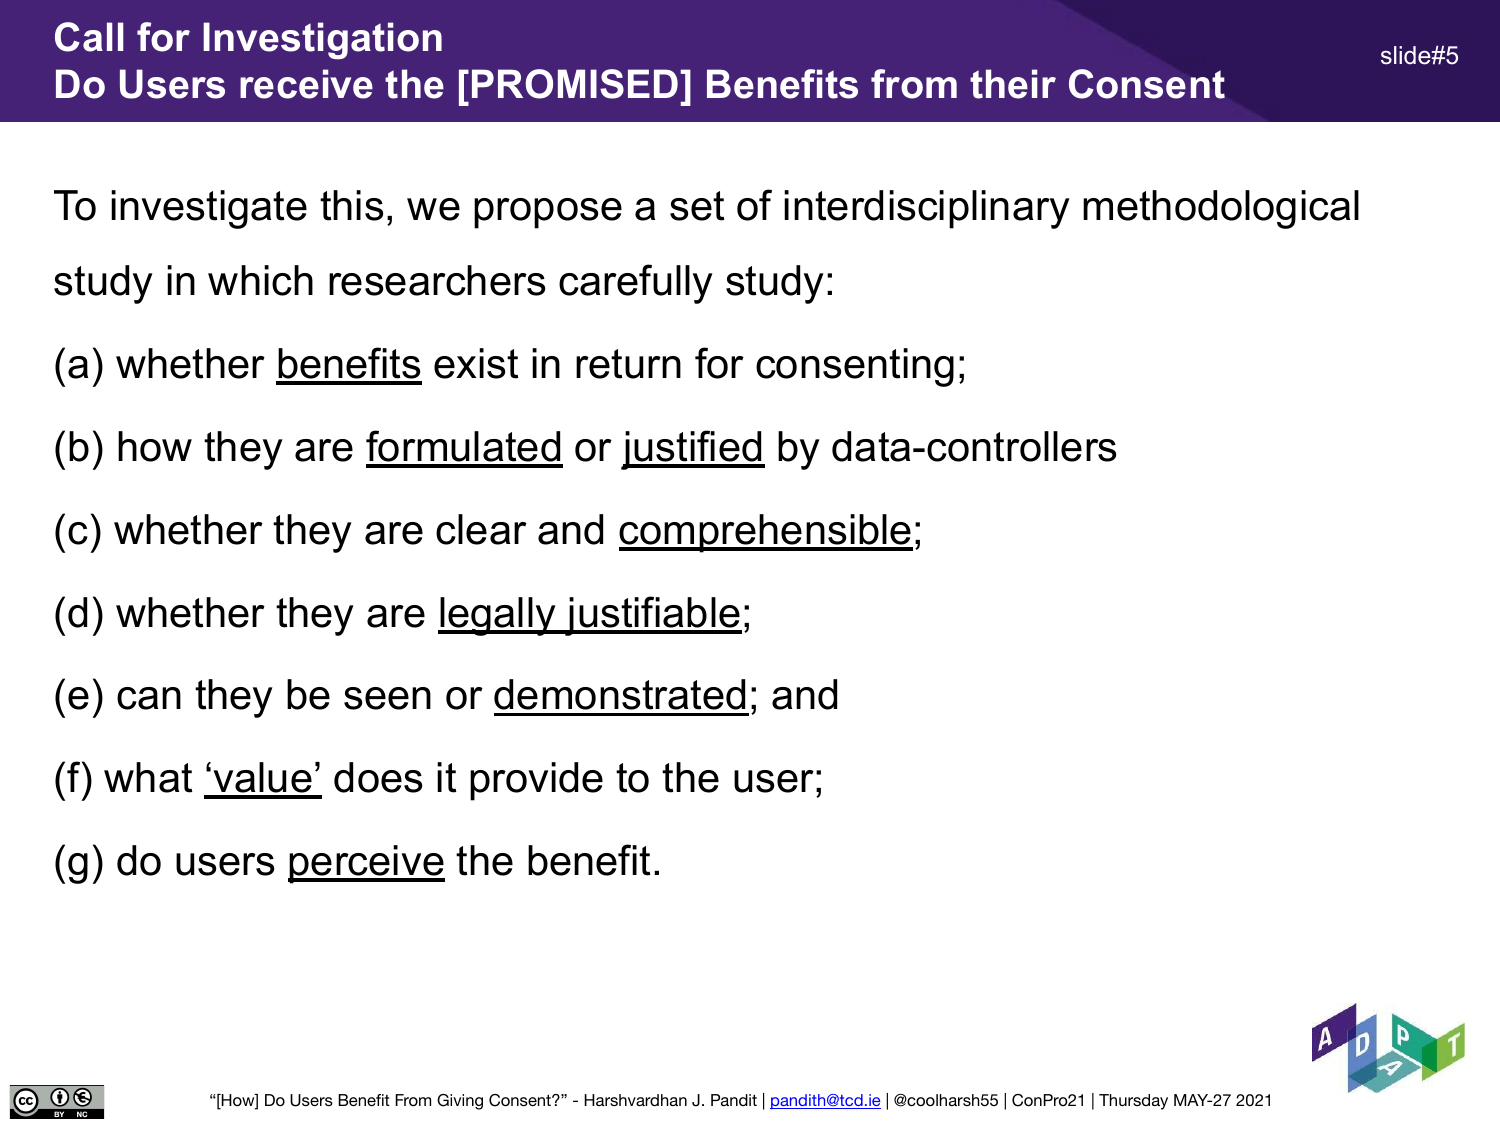 Call for Investigation
Do Users receive the [PROMISED] Benefits from their Consent
slide#5
To investigate this, we propose a set of interdisciplinary methodological
study in which researchers carefully study:
(a) whether benefits exist in return for consenting;
(b) how they are formulated or justified by data-controllers
(c) whether they are clear and comprehensible;
(d) whether they are legally justifiable;
(e) can they be seen or demonstrated; and
(f) what ‘value’ does it provide to the user;
(g) do users perceive the benefit.
ADAPT
cc BY NC
“[How] Do Users Benefit From Giving Consent?” - Harshvardhan J. Pandit | pandith@tcd.ie | @coolharsh55 | ConPro21 | Thursday MAY-27 2021